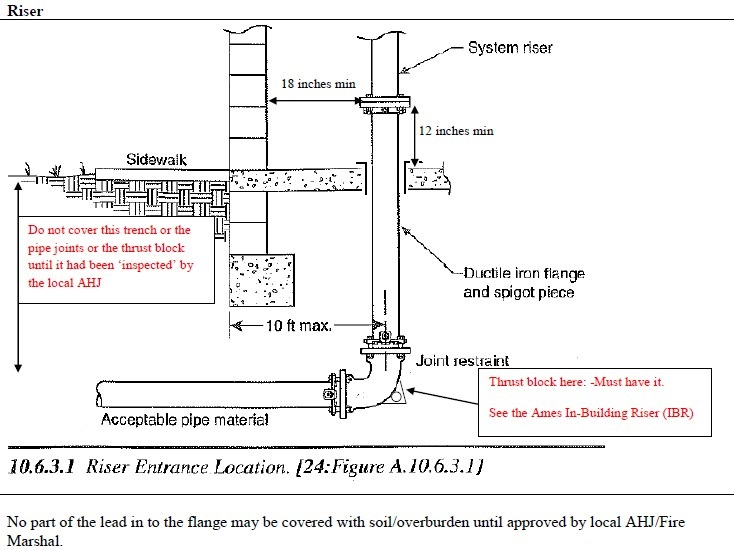 Riser
System riser
18 inches min
12 inches min
Sidewalk
Do not cover this trench or the
pipe joints or the thrust block
until it had been ‘inspected’ by
the local AHJ
Ductile iron flange
and spigot piece
10 ft max.
Joint restraint
Thrust block here: -Must have it.
See the Ames In-Building Riser (IBR)
Acceptable pipe material
10.6.3.1 Riser Entrance Location. [24:Figure A.10.6.3.1]
No part of the lead in to the flange may be covered with soil/overburden until approved by local AHJ/Fire
Marshal.